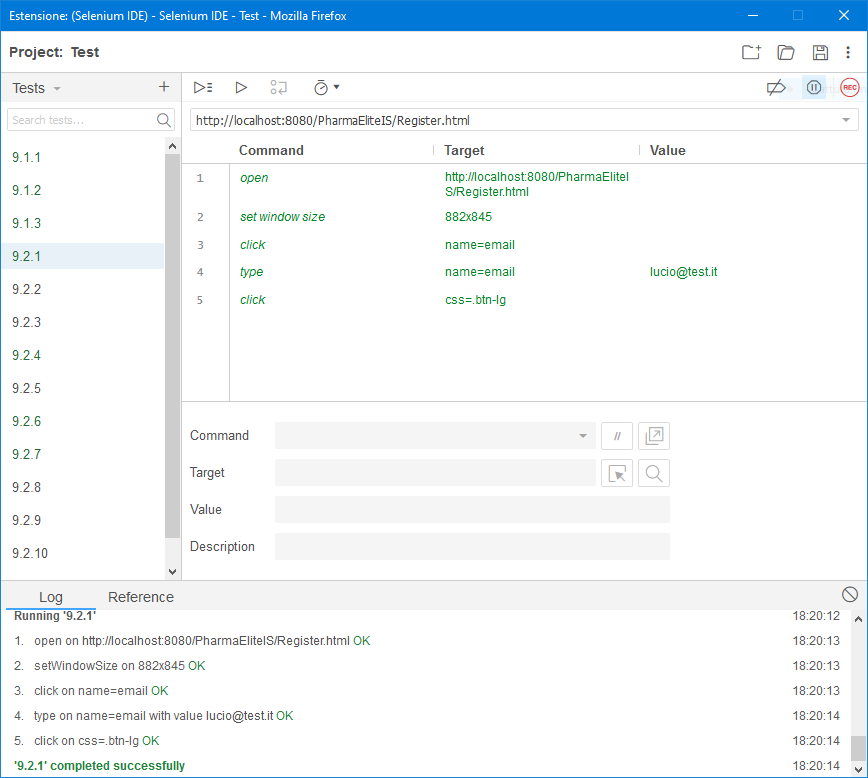 Estensione: (Selenium IDE) - Selenium IDE - Test - Mozilla Firefox
Project: Test
Tests
Search tests...
9.1.1
9.1.2
9.1.3
9.2.1
9.2.2
9.2.3
9.2.4
9.2.5
9.2.6
9.2.7
9.2.8
9.2.9
9.2.10
REC
http://localhost:8080/PharmaEliteIS/Register.html
Command Target Value
1 open http://localhost:8080/PharmaEliteI
S/Register.html
2 set window size 882x845
3 click name=email
4 type name=email lucio@test.it
5 click css=.btn-lg
Command //
Target
Value
Description
Log Reference
Running '9.2.1' 18:20:12
1. open on http://localhost:8080/PharmaEliteIS/Register.html OK 18:20:13
2. setWindowSize on 882x845 OK 18:20:13
3. click on name=email OK 18:20:13
4. type on name=email with value lucio@test.it OK 18:20:14
5. click on css=.btn-lg OK 18:20:14
'9.2.1' completed successfully 18:20:14